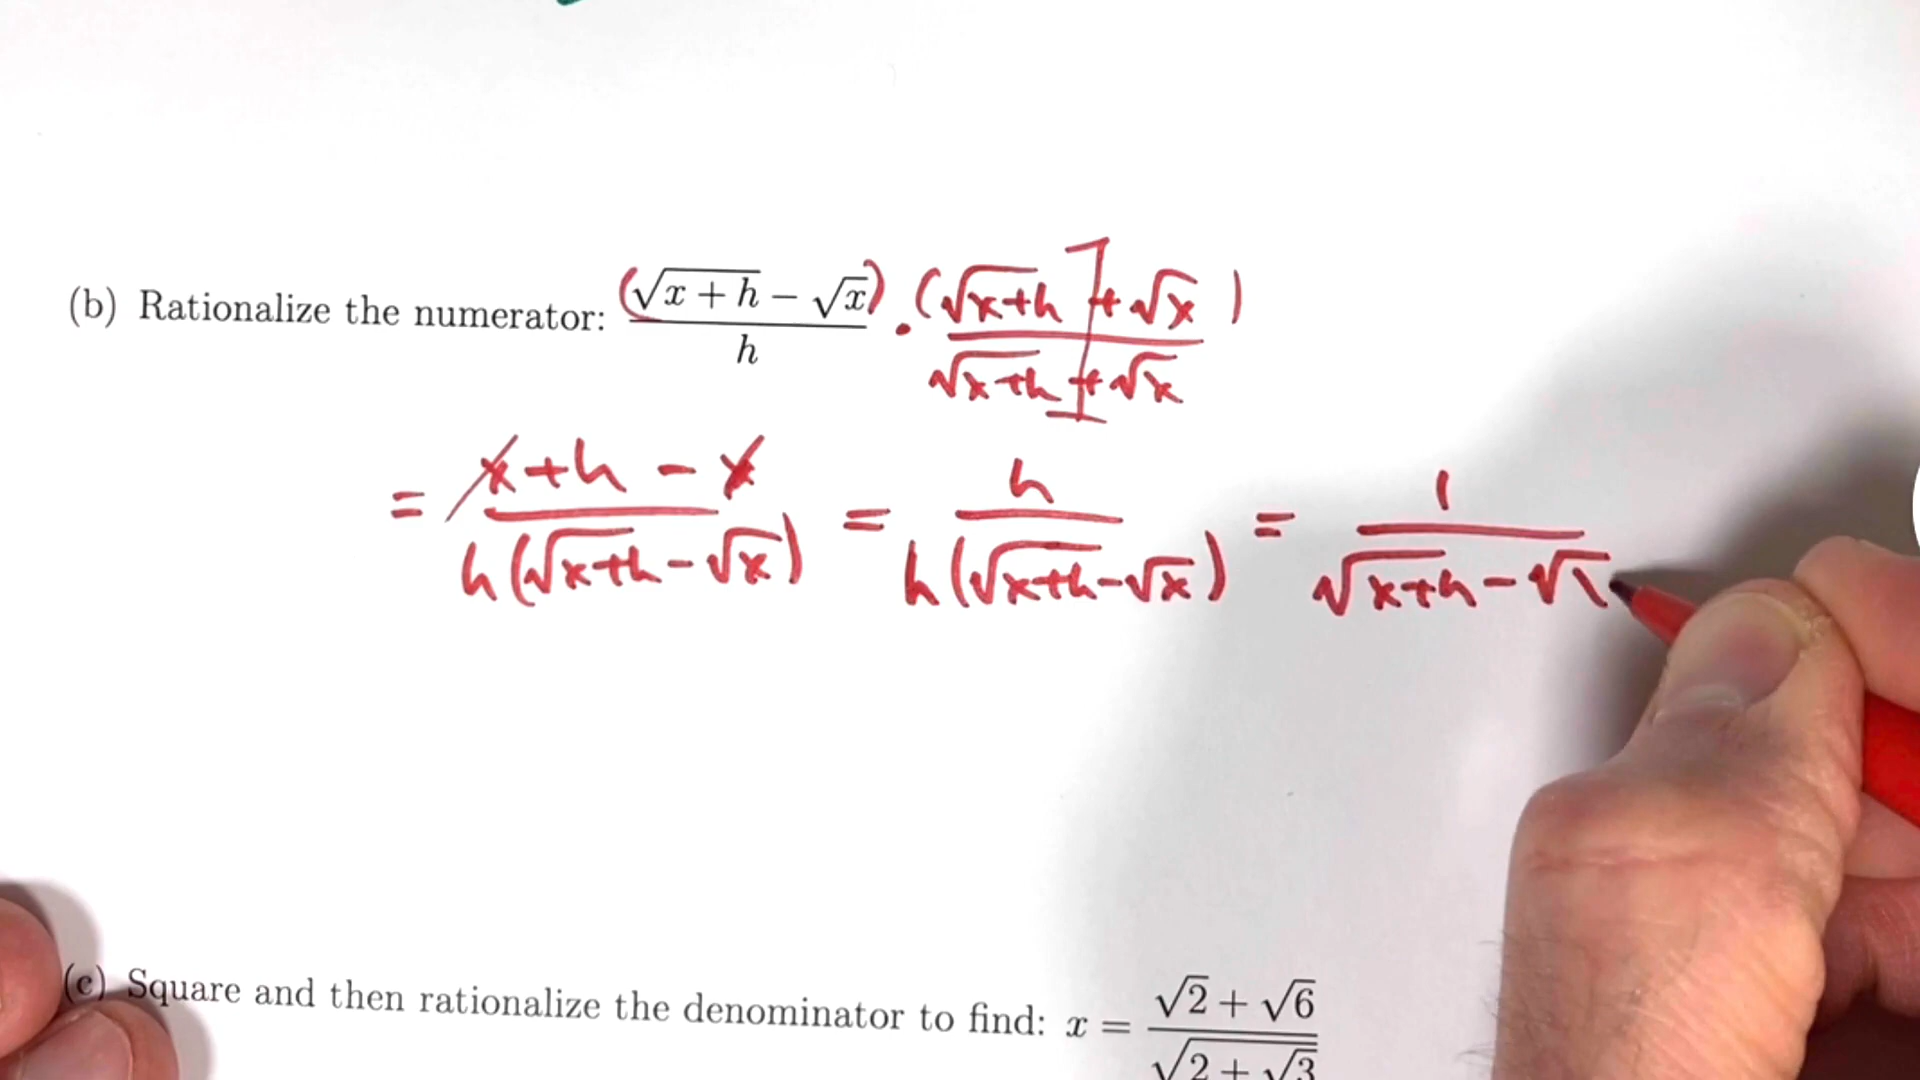 (b) Rationalize the numerator: (√(x + h) − √x) / h · (√(x+h) + √x) / (√(x+h) + √x)
= (x+h − x) / (h(√(x+h) − √x)) = h / (h(√(x+h) − √x)) = 1 / (√(x+h) − √
(c) Square and then rationalize the denominator to find: x = (√2 + √6) / √(2 + √3)